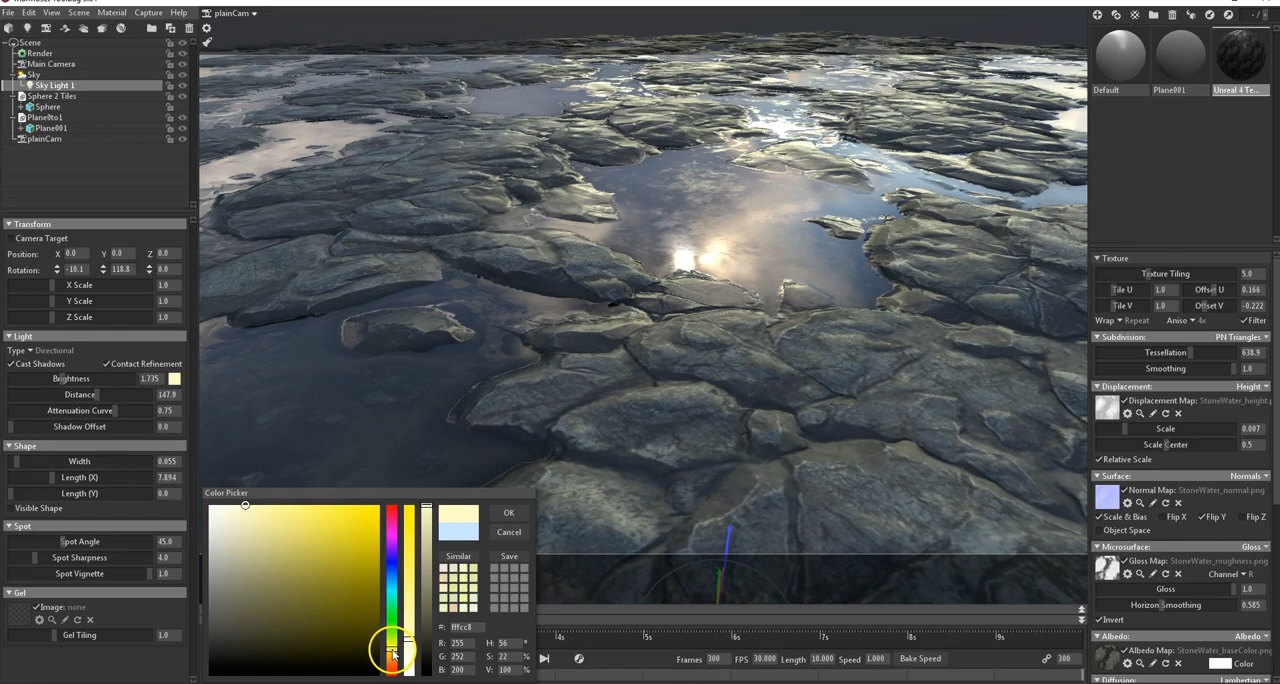 File Edit View Scene Material Capture Help
plainCam
Scene
Render
Main Camera
Sky
Sky Light 1
Sphere 2 Tiles
Sphere
Plane0to1
Plane001
plainCam
Transform
Camera Target
Position: X 0.0 Y 0.0 Z 0.0
Rotation: -10.1 118.8 0.0
X Scale 1.0
Y Scale 1.0
Z Scale 1.0
Light
Type Directional
Cast Shadows Contact Refinement
Brightness 1.735
Distance 147.9
Attenuation Curve 0.75
Shadow Offset 0.0
Shape
Width 0.055
Length (X) 7.894
Length (Y) 0.0
Visible Shape
Spot
Spot Angle 45.0
Spot Sharpness 4.0
Spot Vignette 1.0
Gel
Image: none
Gel Tiling 1.0
Color Picker
OK
Cancel
Similar Save
#: fffcc8
R: 255 H: 56 °
G: 252 S: 22 %
B: 200 V: 100 %
4s 5s 6s 7s 8s 9s
Frames 300 FPS 30.000 Length 10.000 Speed 1.000 Bake Speed 300
Default Plane001 Unreal 4 Te...
Texture
Texture Tiling 5.0
Tile U 1.0 Offset U 0.166
Tile V 1.0 Offset V -0.222
Wrap Repeat Aniso 4x Filter
Subdivision: PN Triangles
Tessellation 638.9
Smoothing 1.0
Displacement: Height
Displacement Map: StoneWater_height.p
Scale 0.007
Scale Center 0.5
Relative Scale
Surface: Normals
Normal Map: StoneWater_normal.png
Scale & Bias Flip X Flip Y Flip Z
Object Space
Microsurface: Gloss
Gloss Map: StoneWater_roughness.png
Channel R
Gloss 1.0
Horizon Smoothing 0.585
Invert
Albedo: Albedo
Albedo Map: StoneWater_baseColor.png
Color